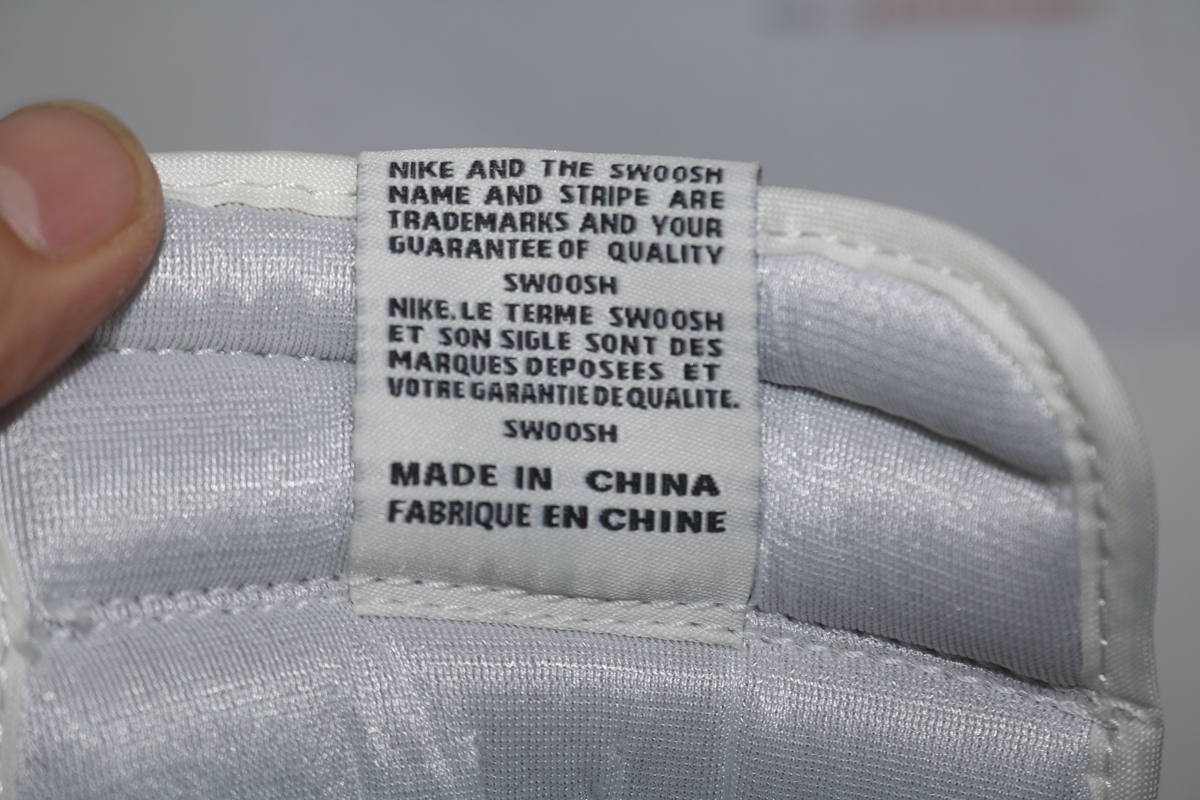 NIKE AND THE SWOOSH
NAME AND STRIPE ARE
TRADEMARKS AND YOUR
GUARANTEE OF QUALITY
SWOOSH
NIKE. LE TERME SWOOSH
ET SON SIGLE SONT DES
MARQUES DEPOSEES ET
VOTRE GARANTIE DE QUALITE.
SWOOSH
MADE IN CHINA
FABRIQUE EN CHINE